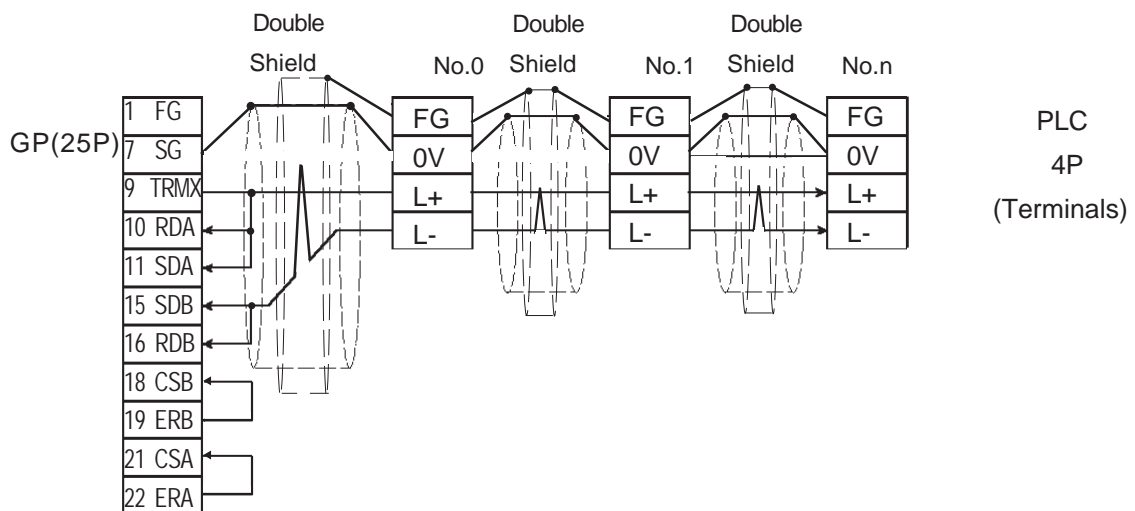 Double
Shield
Double
Shield
Double
Shield
No.0
No.1
No.n
GP(25P)
1 FG
7 SG
9 TRMX
10 RDA
11 SDA
15 SDB
16 RDB
18 CSB
19 ERB
21 CSA
22 ERA
FG
0V
L+
L-
FG
0V
L+
L-
FG
0V
L+
L-
PLC
4P
(Terminals)